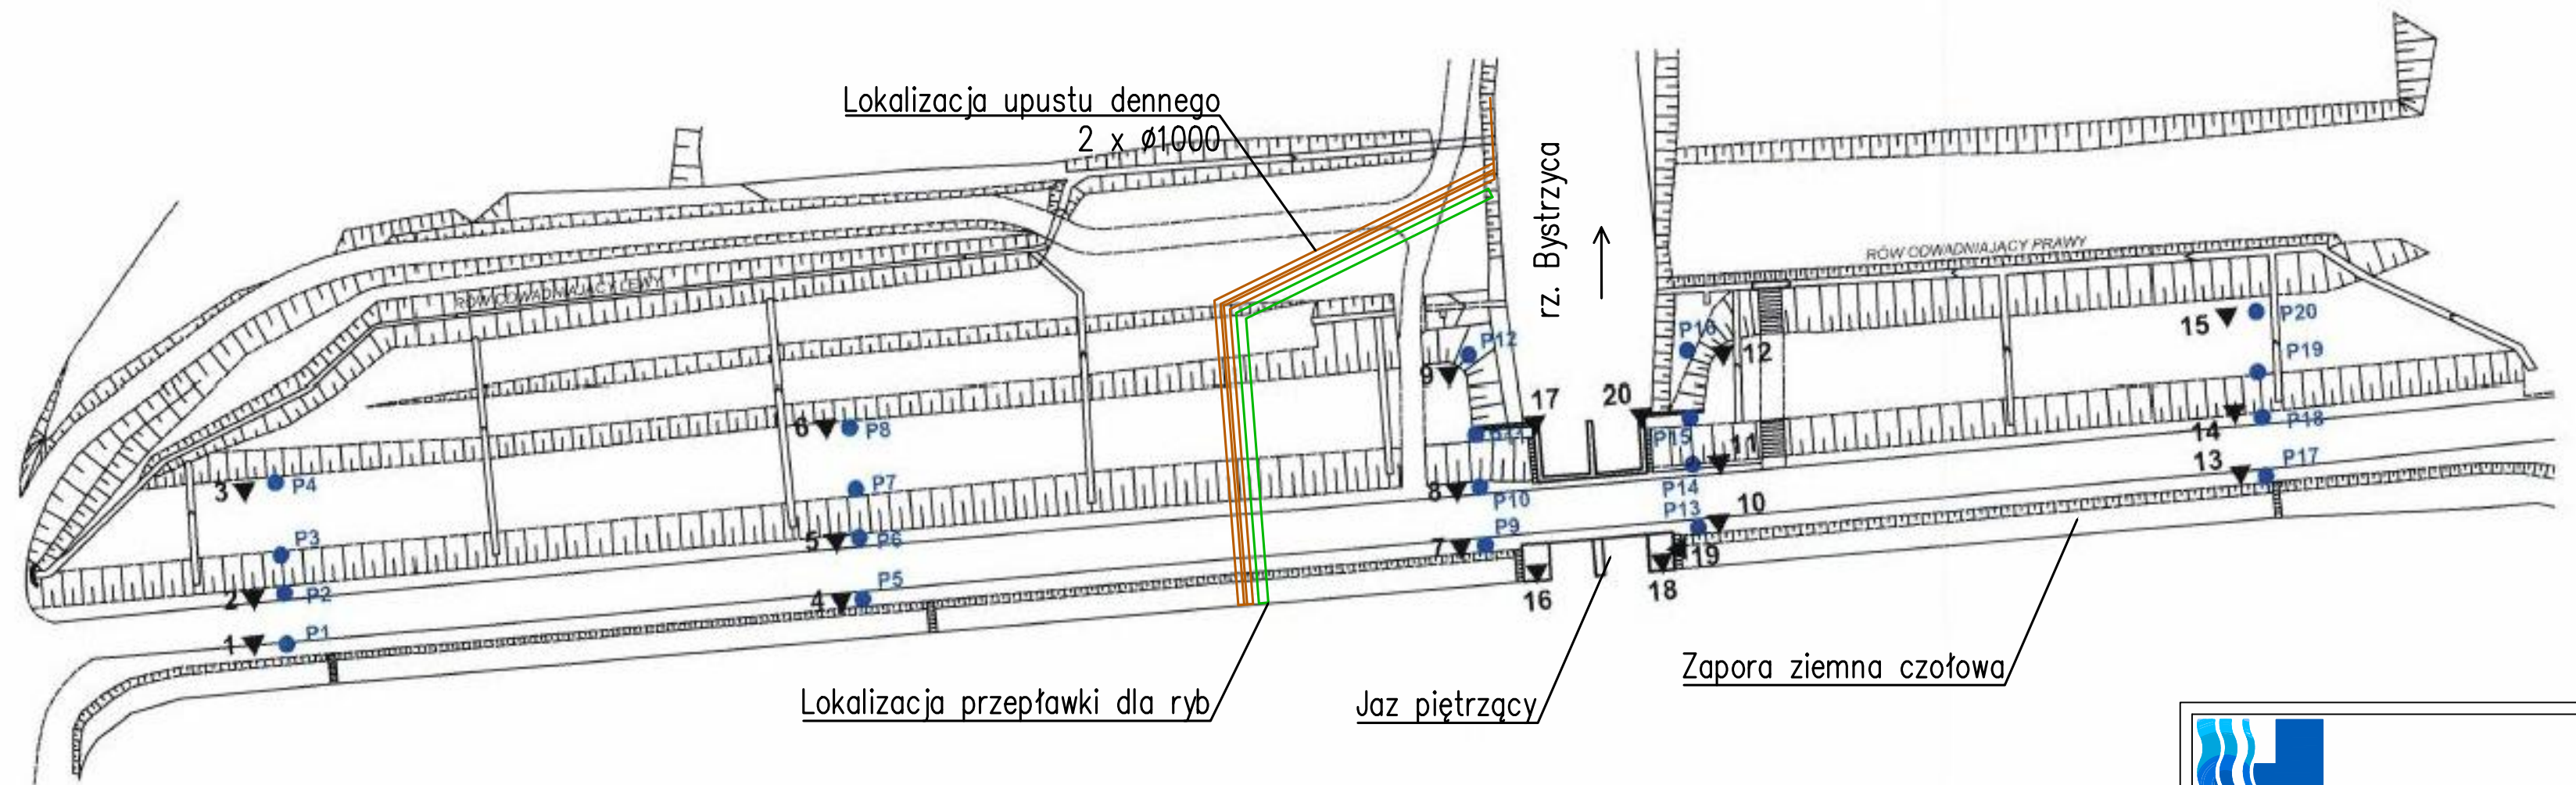 Lokalizacja upustu dennego
2 x ø1000
rz. Bystrzyca
RÓW ODWADNIAJĄCY LEWY
RÓW ODWADNIAJĄCY PRAWY
15 P20
P19
P16
12
P12
9
17
20
6 P8
P11
P15
11
14 P18
13 P17
3 P4
P7
8 P10
P14
P13 10
P3
5 P6
7 P9
19
2 P2
4 P5
16
18
1 P1
Lokalizacja przepławki dla ryb
Jaz piętrzący
Zapora ziemna czołowa